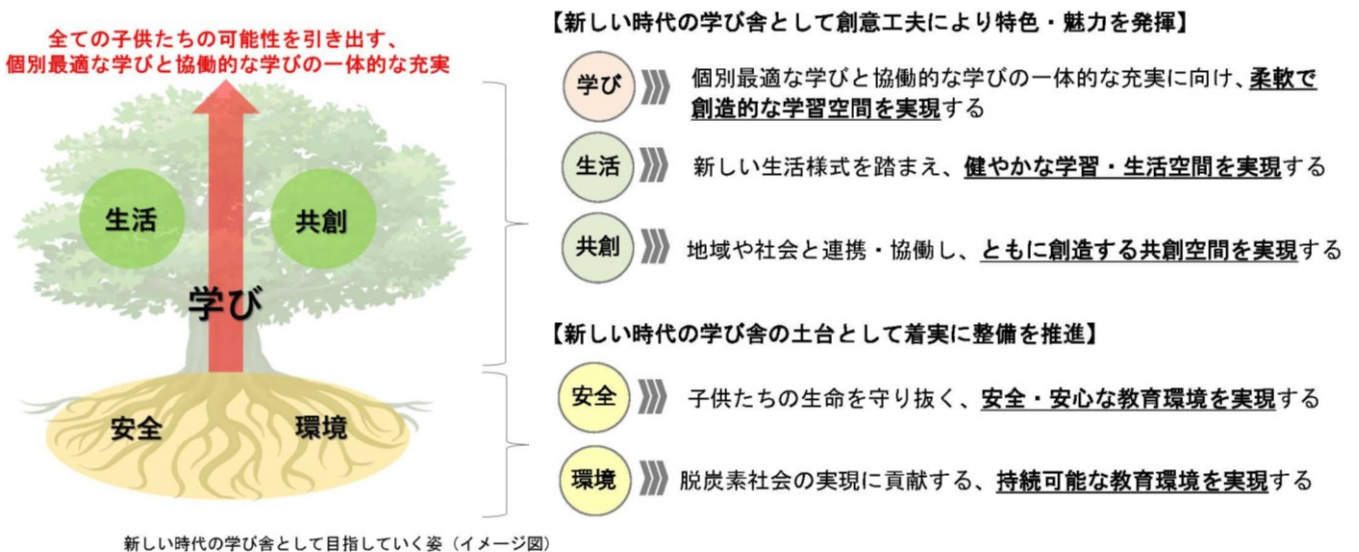 全ての子供たちの可能性を引き出す、
個別最適な学びと協働的な学びの一体的な充実
生活
共創
学び
安全
環境
新しい時代の学び舎として目指していく姿（イメージ図）
【新しい時代の学び舎として創意工夫により特色・魅力を発揮】
学び
個別最適な学びと協働的な学びの一体的な充実に向け、柔軟で
創造的な学習空間を実現する
生活
新しい生活様式を踏まえ、健やかな学習・生活空間を実現する
共創
地域や社会と連携・協働し、ともに創造する共創空間を実現する
【新しい時代の学び舎の土台として着実に整備を推進】
安全
子供たちの生命を守り抜く、安全・安心な教育環境を実現する
環境
脱炭素社会の実現に貢献する、持続可能な教育環境を実現する